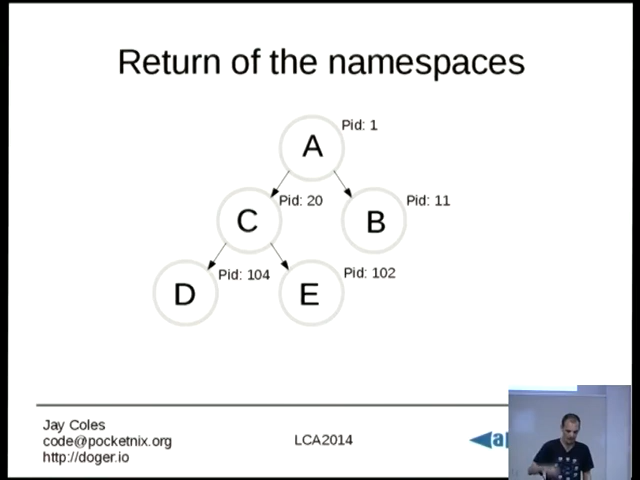 Return of the namespaces
Pid: 1
A
Pid: 20
Pid: 11
C
B
Pid: 104
Pid: 102
D
E
Jay Coles
code@pocketnix.org
http://doger.io
LCA2014